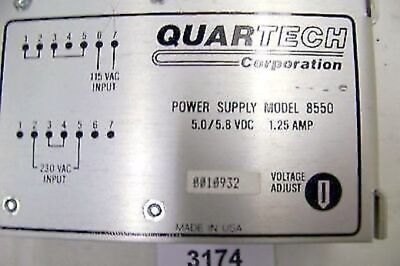 1 2 3 4 5 6 7
115 VAC
INPUT
QUARTECH
Corporation
POWER SUPPLY MODEL 8550
5.0/5.8 VDC 1.25 AMP
1 2 3 4 5 6 7
230 VAC
INPUT
0010932
VOLTAGE
ADJUST
MADE IN USA
3174